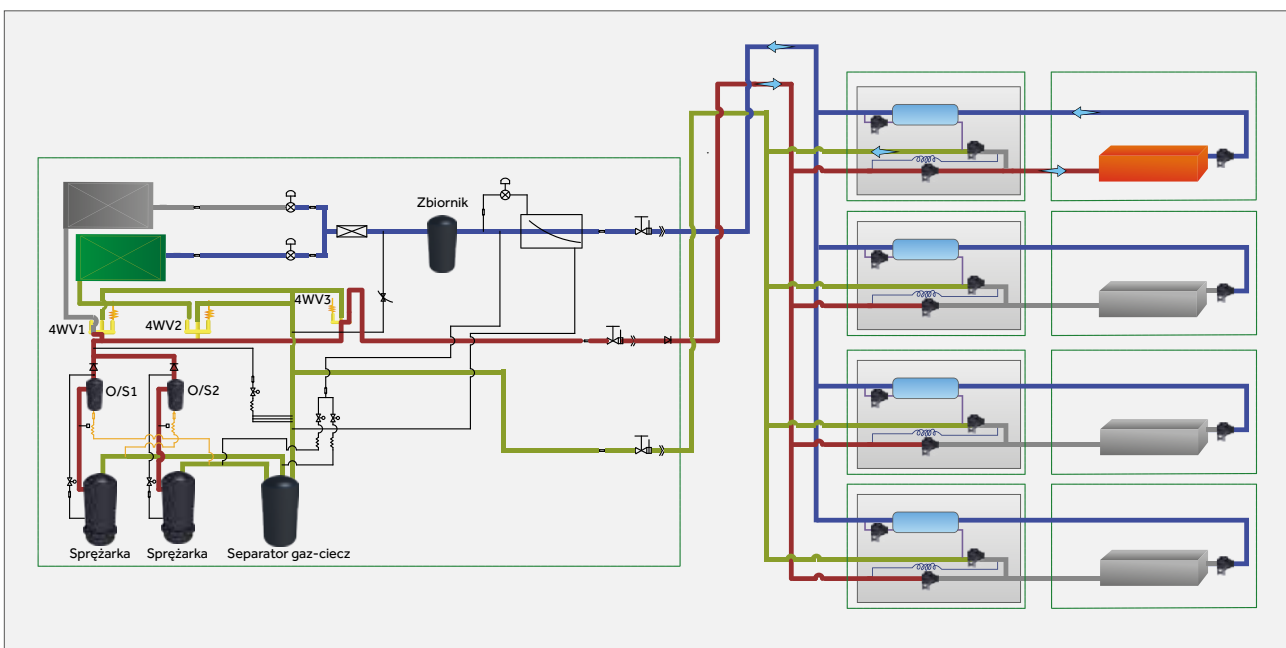 Zbiornik
4WV1
4WV2
4WV3
O/S1
O/S2
Sprężarka
Sprężarka
Separator gaz-ciecz